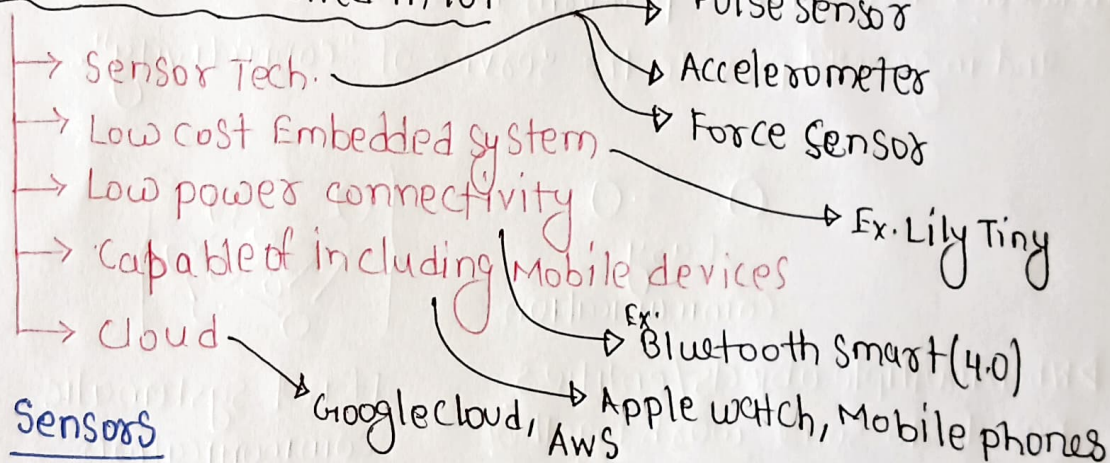 Pulse sensor
Sensor Tech.
Accelerometer
Low cost Embedded system
Force Sensor
Low power connectivity
Ex. Lily Tiny
Capable of including Mobile devices
Cloud
Ex.
Bluetooth smart (4.0)
Google cloud, AWS
Apple watch, Mobile phones
Sensors